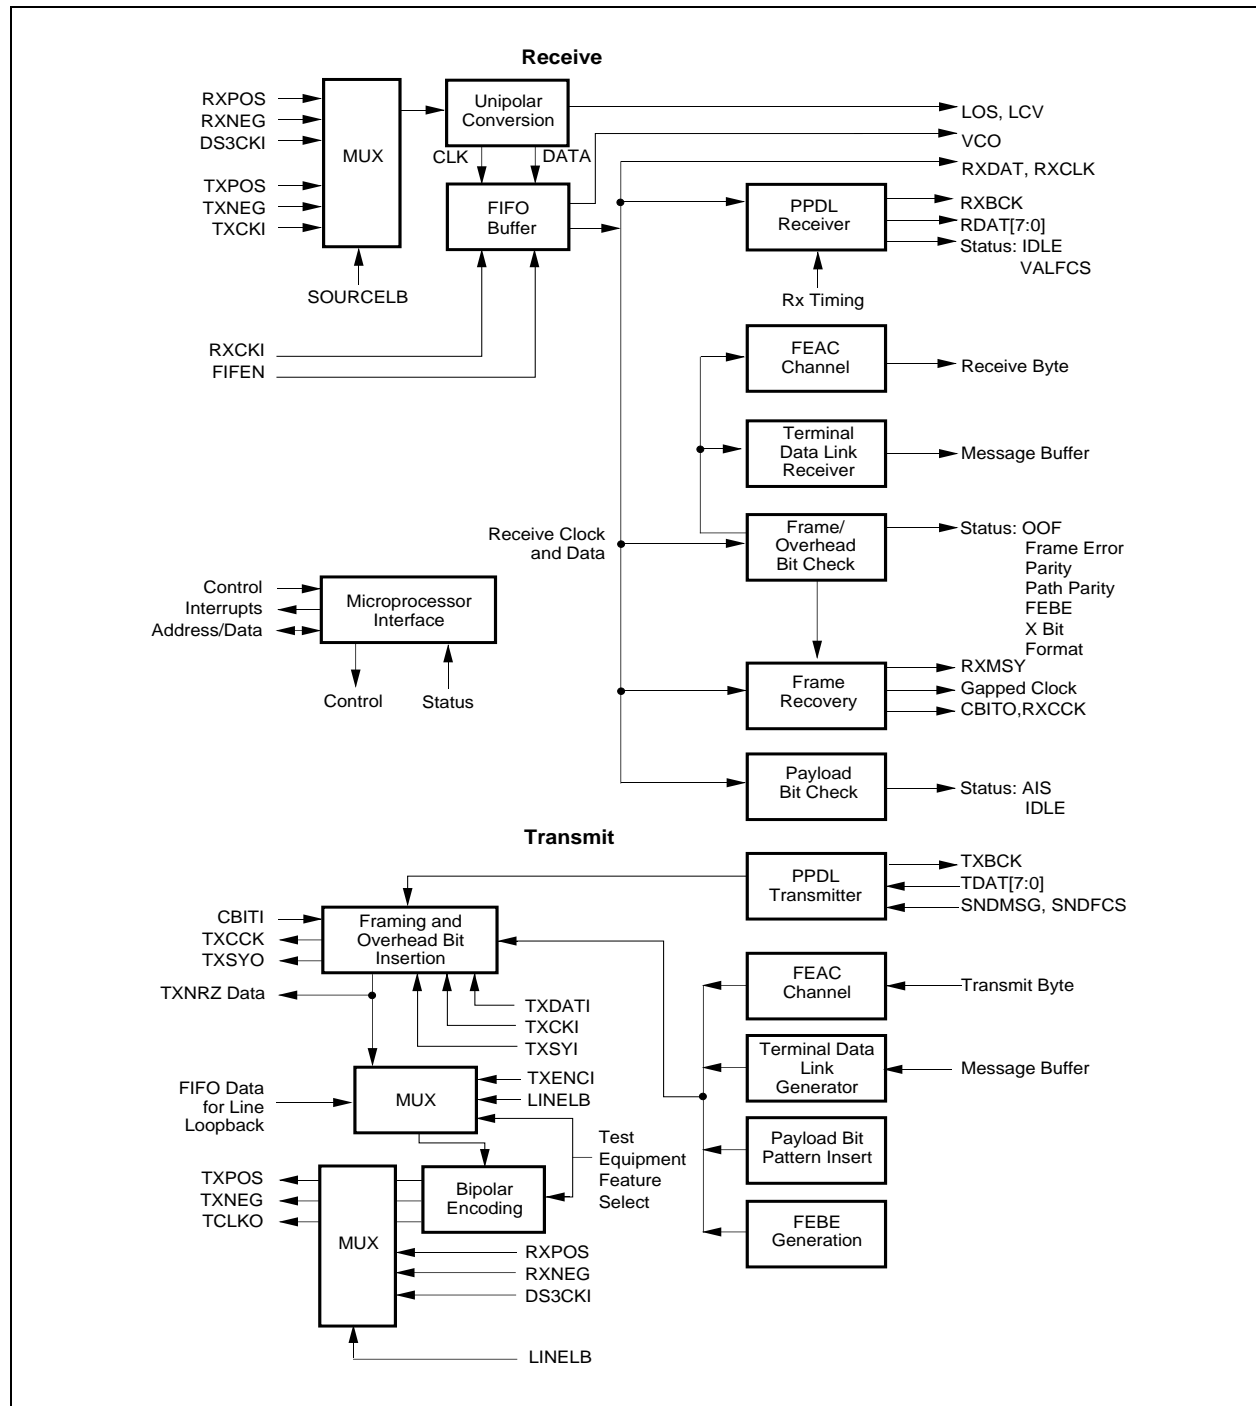 Receive
RXPOS
RXNEG
DS3CKI
TXPOS
TXNEG
TXCKI
MUX
SOURCELB
Unipolar
Conversion
CLK
DATA
FIFO
Buffer
RXCKI
FIFEN
LOS, LCV
VCO
RXDAT, RXCLK
PPDL
Receiver
RXBCK
RDAT[7:0]
Status: IDLE
VALFCS
Rx Timing
FEAC
Channel
Receive Byte
Terminal
Data Link
Receiver
Message Buffer
Receive Clock
and Data
Frame/
Overhead
Bit Check
Status: OOF
Frame Error
Parity
Path Parity
FEBE
X Bit
Format
Control
Interrupts
Address/Data
Microprocessor
Interface
Control
Status
Frame
Recovery
RXMSY
Gapped Clock
CBITO,RXCCK
Payload
Bit Check
Status: AIS
IDLE
Transmit
PPDL
Transmitter
TXBCK
TDAT[7:0]
SNDMSG, SNDFCS
CBITI
TXCCK
TXSYO
Framing and
Overhead Bit
Insertion
TXNRZ Data
TXDATI
TXCKI
TXSYI
FEAC
Channel
Transmit Byte
Terminal Data
Link
Generator
Message Buffer
FIFO Data
for Line
Loopback
MUX
TXENCI
LINELB
Test
Equipment
Feature
Select
Payload Bit
Pattern Insert
TXPOS
TXNEG
TCLKO
MUX
Bipolar
Encoding
FEBE
Generation
RXPOS
RXNEG
DS3CKI
LINELB